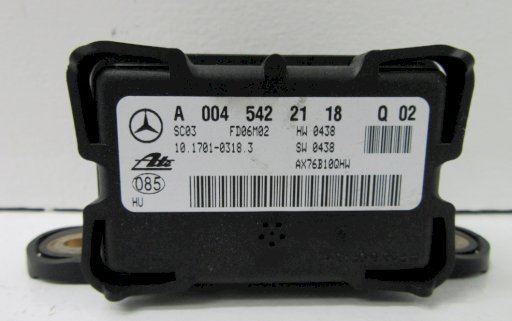 A 004 542 21 18 Q 02
SC03 FD06M02 HW 0438
10.1701-0318.3 SW 0438
Ate AX76B10QHW
085
HU